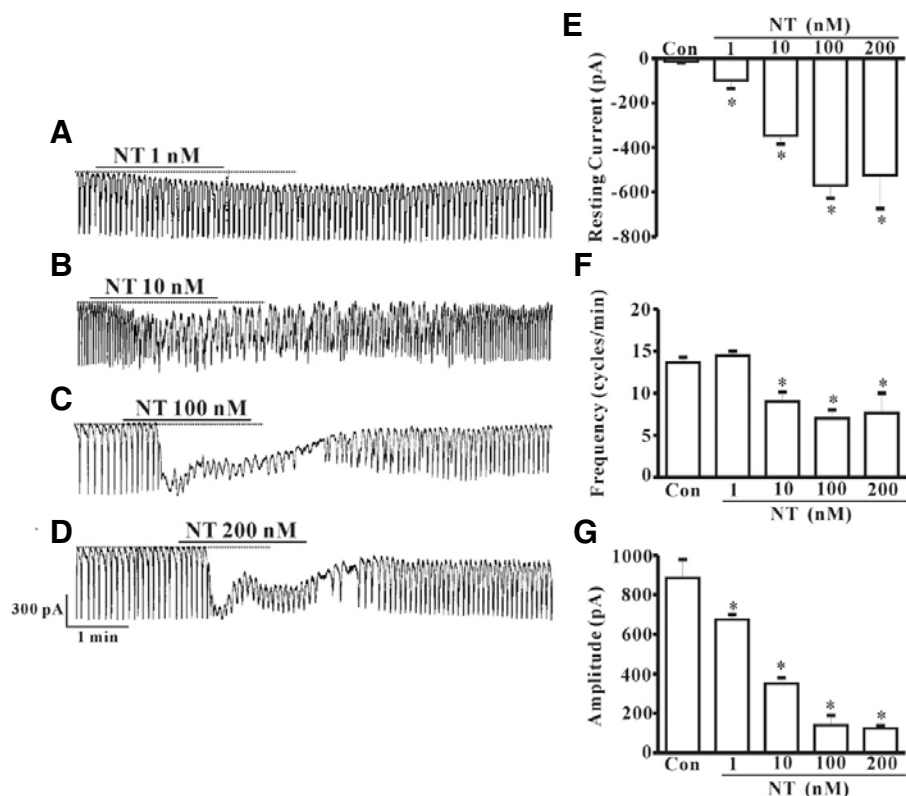 A
NT 1 nM
B
NT 10 nM
C
NT 100 nM
D
NT 200 nM
300 pA
1 min
E
NT (nM)
Con 1 10 100 200
0
-200
-400
-600
-800
Resting Current (pA)
* * * *
F
20
15
10
5
0
Frequency (cycles/min)
* * *
Con 1 10 100 200
NT (nM)
G
1000
800
600
400
200
0
Amplitude (pA)
* * * *
Con 1 10 100 200
NT (nM)